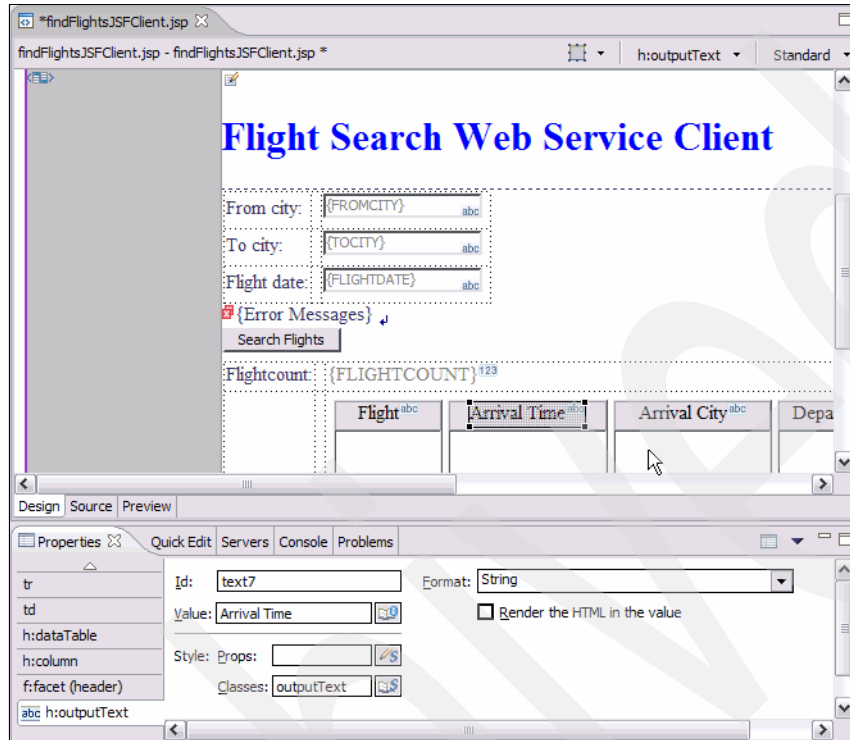 *findFlightsJSFClient.jsp
findFlightsJSFClient.jsp - findFlightsJSFClient.jsp * h:outputText Standard
Flight Search Web Service Client
From city: {FROMCITY} abc
To city: {TOCITY} abc
Flight date: {FLIGHTDATE} abc
{Error Messages}
Search Flights
Flightcount: {FLIGHTCOUNT} 123
Flight abc Arrival Time abc Arrival City abc Depa
Design Source Preview
Properties Quick Edit Servers Console Problems
tr
td
h:dataTable
h:column
f:facet (header)
abc h:outputText
Id: text7 Format: String
Value: Arrival Time Render the HTML in the value
Style: Props:
Classes: outputText